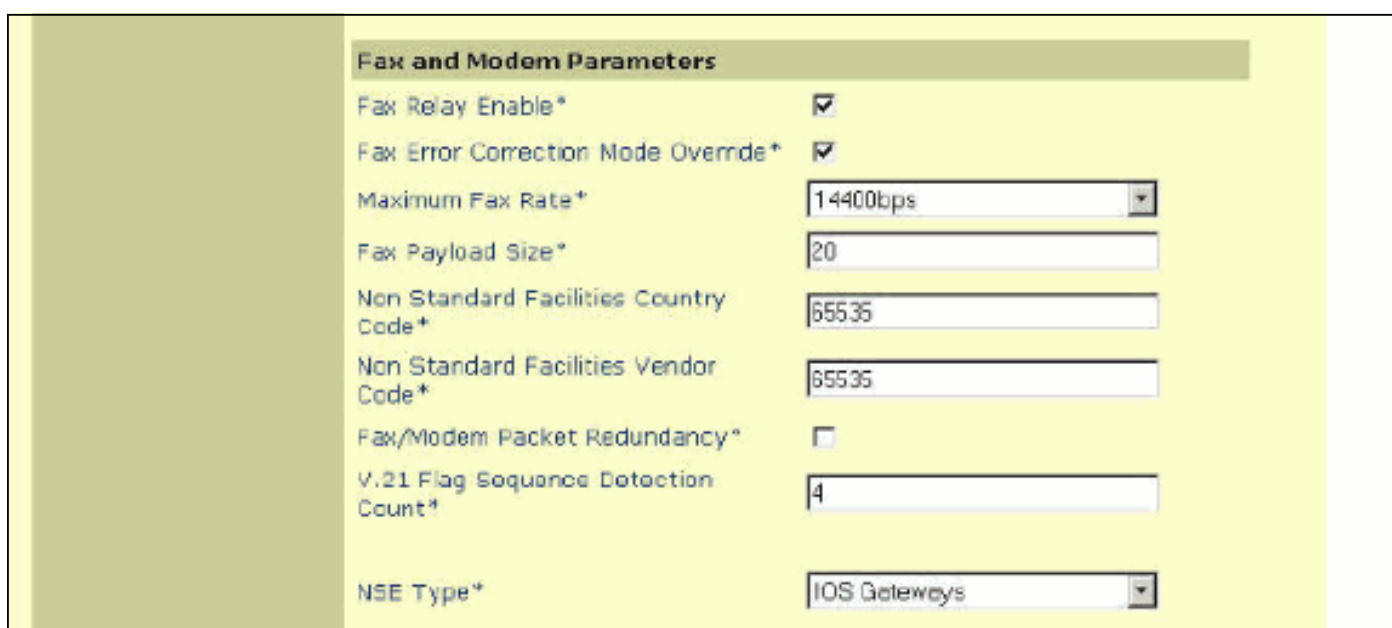 Fax and Modem Parameters
Fax Relay Enable*
Fax Error Correction Mode Override*
Maximum Fax Rate* 14400bps
Fax Payload Size* 20
Non Standard Facilities Country
Code* 65535
Non Standard Facilities Vendor
Code* 65535
Fax/Modem Packet Redundancy*
V.21 Flag Sequence Detection
Count* 4
NSE Type* IOS Gateways